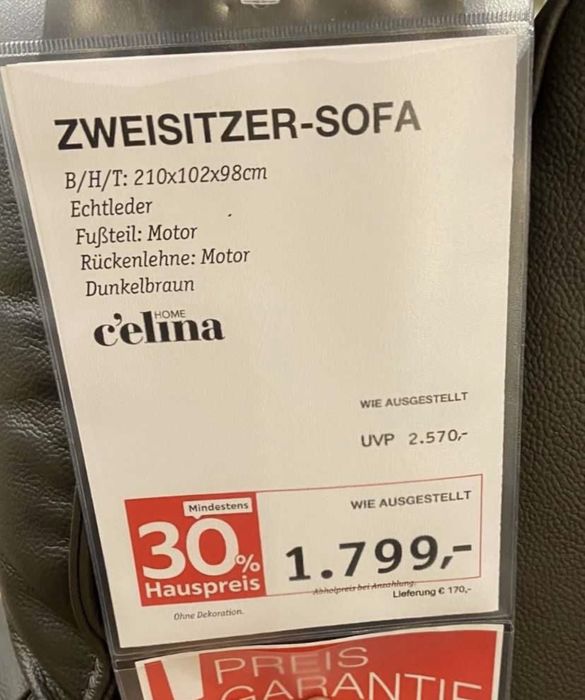 ZWEISITZER-SOFA
B/H/T: 210x102x98cm
Echtleder
Fußteil: Motor
Rückenlehne: Motor
Dunkelbraun
HOME
c'elina
WIE AUSGESTELLT
UVP 2.570,-
Mindestens
30%
Hauspreis
WIE AUSGESTELLT
1.799,-
Abholpreis bei Anzahlung.
Lieferung € 170,-
Ohne Dekoration.
PREIS
GARANTIE